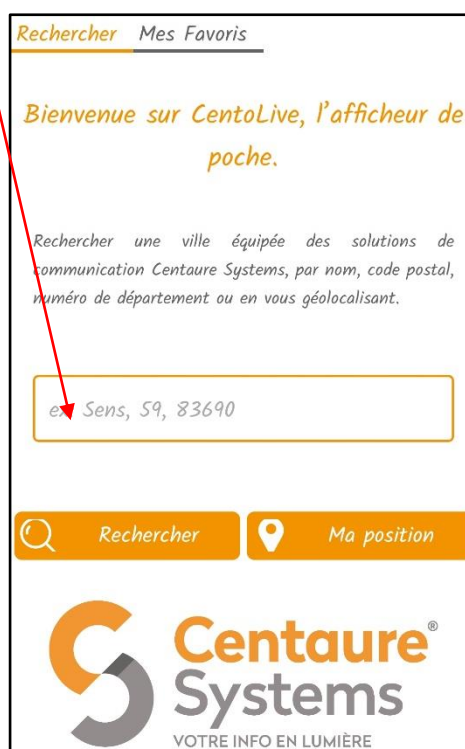 Rechercher Mes Favoris
Bienvenue sur CentoLive, l'afficheur de
poche.
Rechercher une ville équipée des solutions de
communication Centaure Systems, par nom, code postal,
numéro de département ou en vous géolocalisant.
ex. Sens, 59, 83690
Rechercher Ma position
Centaure®
Systems
VOTRE INFO EN LUMIÈRE